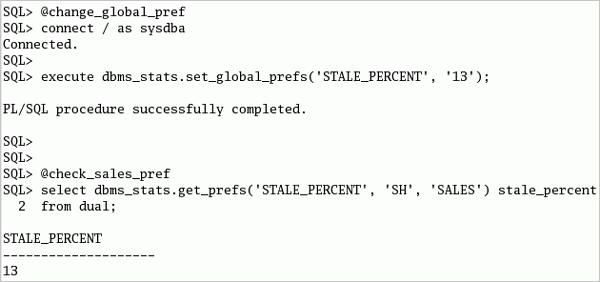 SQL> @change_global_pref
SQL> connect / as sysdba
Connected.
SQL>
SQL> execute dbms_stats.set_global_prefs('STALE_PERCENT', '13');
PL/SQL procedure successfully completed.
SQL>
SQL>
SQL> @check_sales_pref
SQL> select dbms_stats.get_prefs('STALE_PERCENT', 'SH', 'SALES') stale_percent
  2  from dual;
STALE_PERCENT
--------------------
13